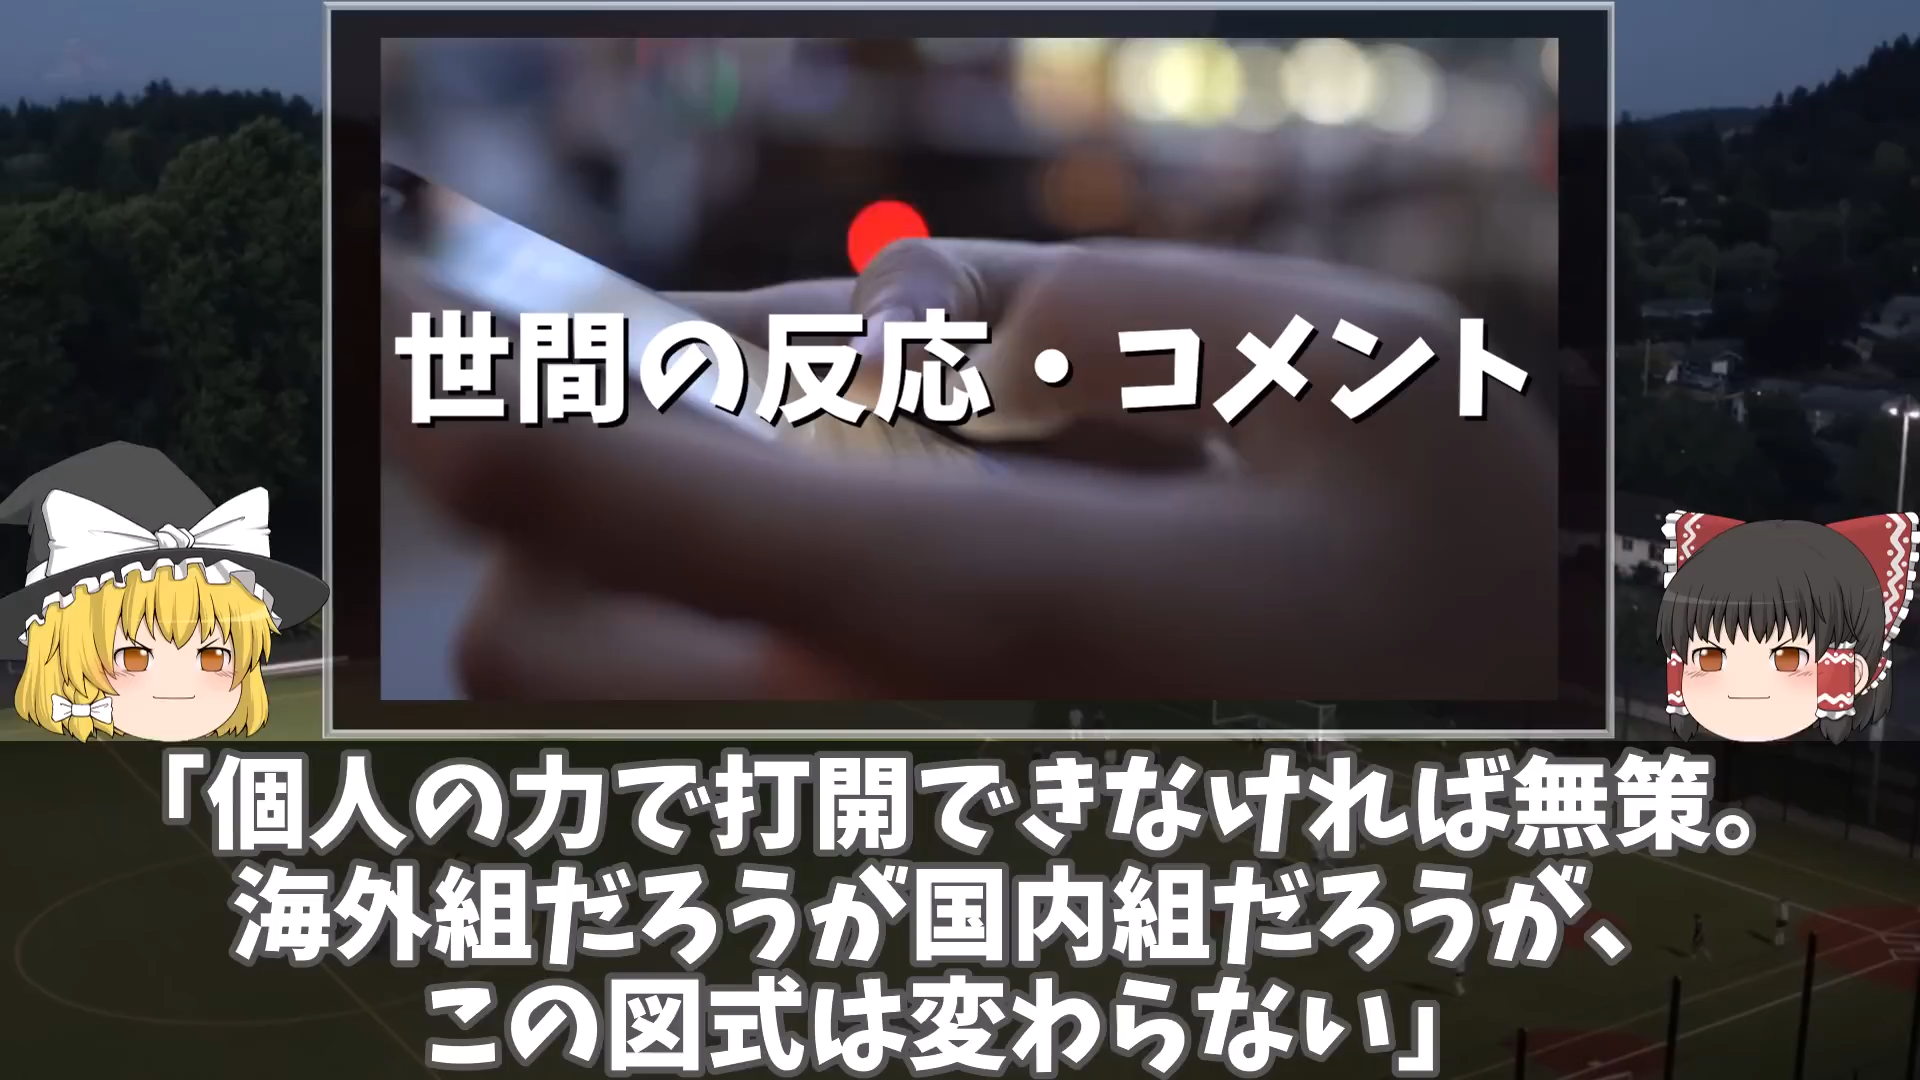 世間の反応・コメント
「個人の力で打開できなければ無策。
海外組だろうが国内組だろうが、
この図式は変わらない」